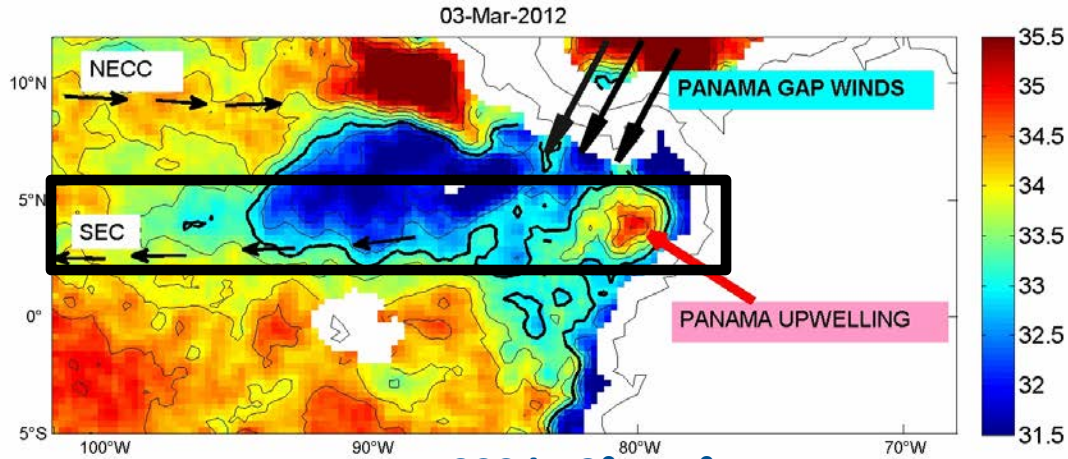 03-Mar-2012
NECC
PANAMA GAP WINDS
SEC
PANAMA UPWELLING
10°N
5°N
0°
5°S
100°W
90°W
80°W
70°W
35.5
35
34.5
34
33.5
33
32.5
32
31.5